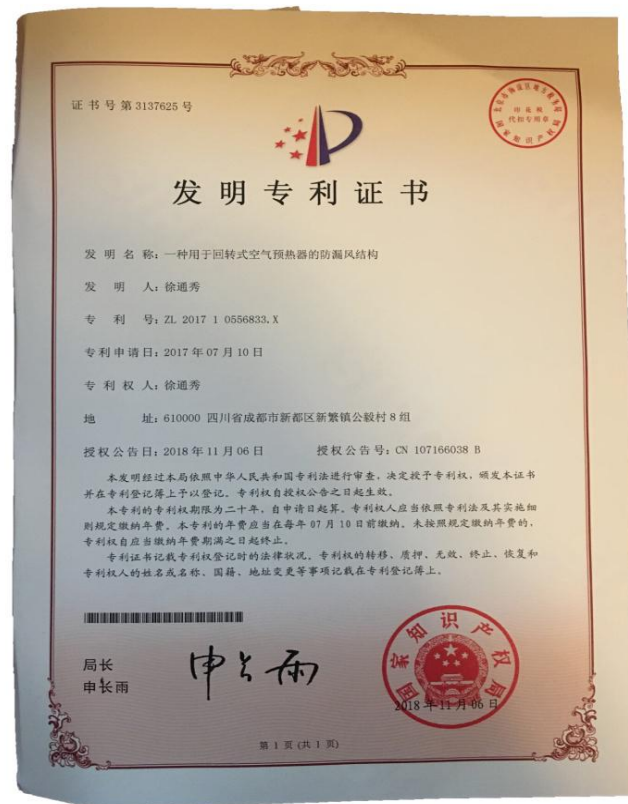 证书号第3137625号
发明专利证书
发明名称：一种用于回转式空气预热器的防漏风结构
发明人：徐通秀
专利号：ZL 2017 1 0556833.X
专利申请日：2017年07月10日
专利权人：徐通秀
地址：610000 四川省成都市新都区新繁镇公毅村8组
授权公告日：2018年11月06日 授权公告号：CN 107166038 B
本发明经过本局依照中华人民共和国专利法进行审查，决定授予专利权，颁发本证书
并在专利登记簿上予以登记。专利权自授权公告之日起生效。
本专利的专利权期限为二十年，自申请日起算。专利权人应当依照专利法及其实施细
则规定缴纳年费。本专利的年费应当在每年07月10日前缴纳。未按照规定缴纳年费的，
专利权自应当缴纳年费期满之日起终止。
专利证书记载专利权登记时的法律状况。专利权的转移、质押、无效、终止、恢复和
专利权人的姓名或名称、国籍、地址变更等事项记载在专利登记簿上。
局长
申长雨
申长雨
国家知识产权局
2018年11月06日
第1页(共1页)